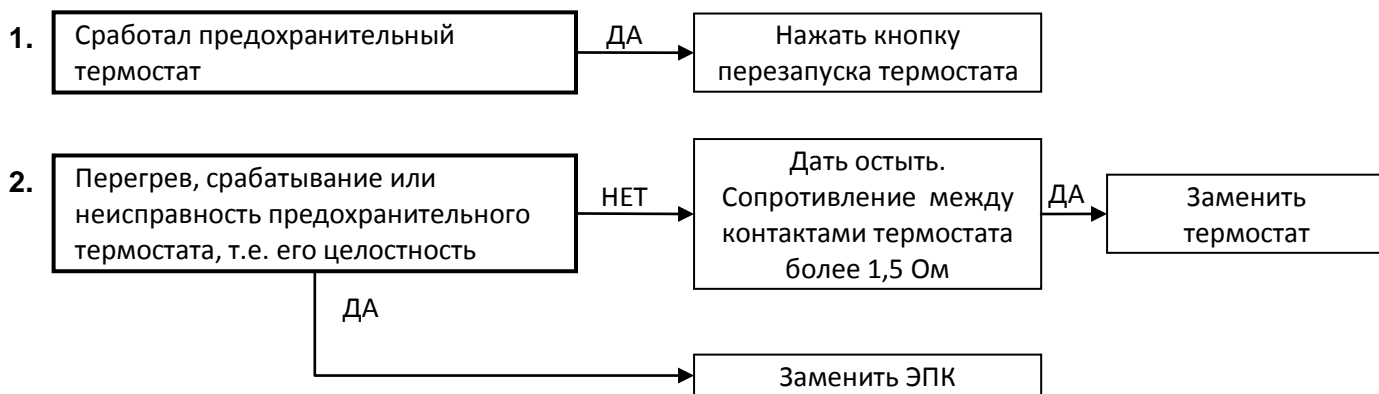 1.
Сработал предохранительный
термостат
ДА
Нажать кнопку
перезапуска термостата
2.
Перегрев, срабатывание или
неисправность предохранительного
термостата, т.е. его целостность
НЕТ
Дать остыть.
Сопротивление между
контактами термостата
более 1,5 Ом
ДА
Заменить
термостат
ДА
Заменить ЭПК